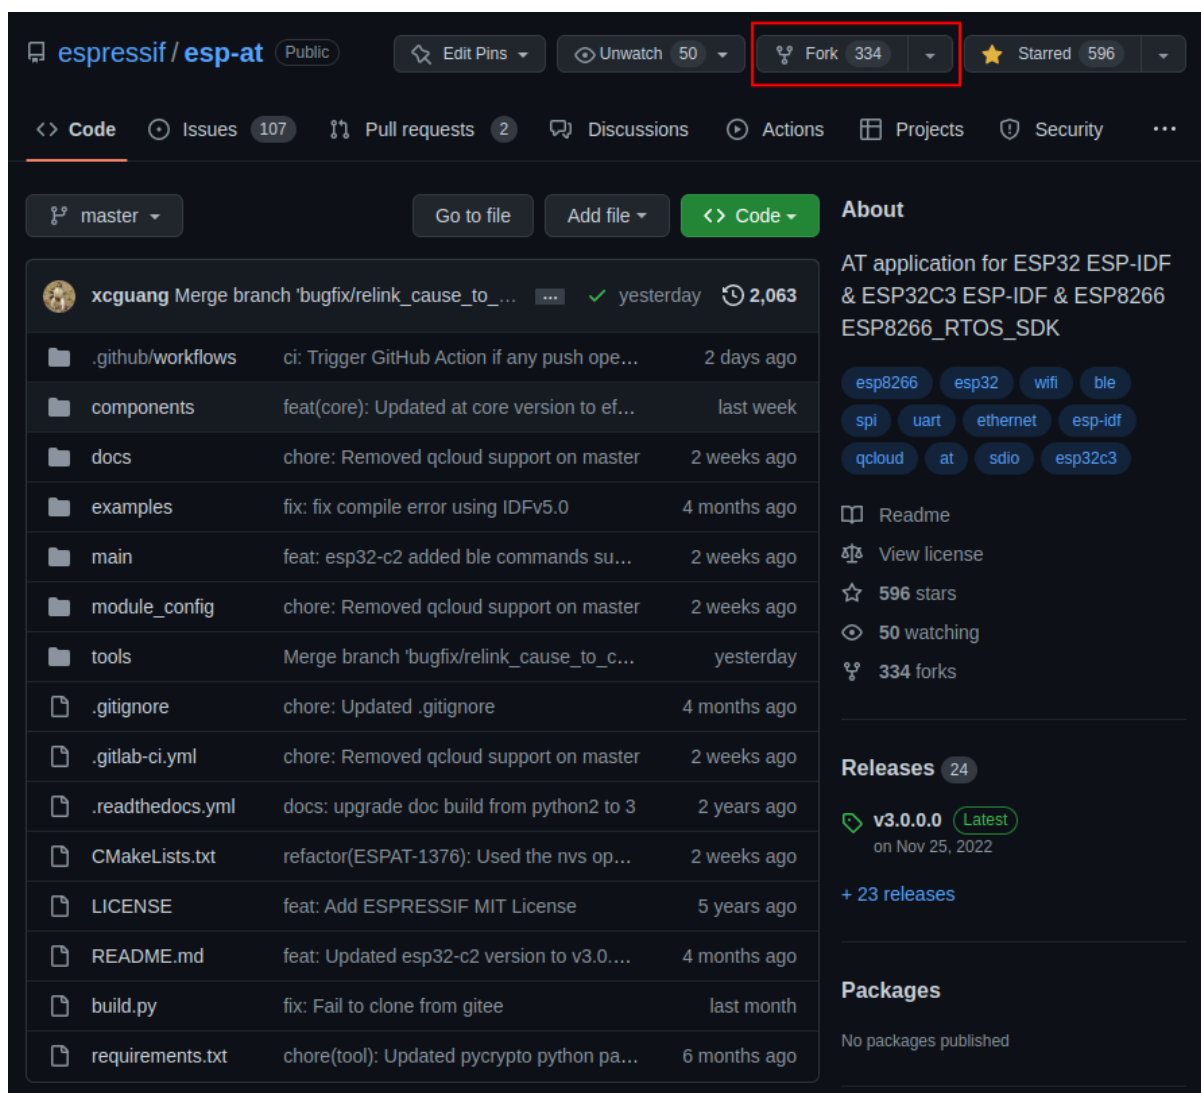 espressif / esp-at Public Edit Pins Unwatch 50 Fork 334 Starred 596
Code Issues 107 Pull requests 2 Discussions Actions Projects Security ...
master Go to file Add file Code
xcguang Merge branch 'bugfix/relink_cause_to_... ... yesterday 2,063
.github/workflows ci: Trigger GitHub Action if any push ope... 2 days ago
components feat(core): Updated at core version to ef... last week
docs chore: Removed qcloud support on master 2 weeks ago
examples fix: fix compile error using IDFv5.0 4 months ago
main feat: esp32-c2 added ble commands su... 2 weeks ago
module_config chore: Removed qcloud support on master 2 weeks ago
tools Merge branch 'bugfix/relink_cause_to_c... yesterday
.gitignore chore: Updated .gitignore 4 months ago
.gitlab-ci.yml chore: Removed qcloud support on master 2 weeks ago
.readthedocs.yml docs: upgrade doc build from python2 to 3 2 years ago
CMakeLists.txt refactor(ESPAT-1376): Used the nvs op... 2 weeks ago
LICENSE feat: Add ESPRESSIF MIT License 5 years ago
README.md feat: Updated esp32-c2 version to v3.0.... 4 months ago
build.py fix: Fail to clone from gitee last month
requirements.txt chore(tool): Updated pycrypto python pa... 6 months ago
About
AT application for ESP32 ESP-IDF
& ESP32C3 ESP-IDF & ESP8266
ESP8266_RTOS_SDK
esp8266 esp32 wifi ble
spi uart ethernet esp-idf
qcloud at sdio esp32c3
Readme
View license
596 stars
50 watching
334 forks
Releases 24
v3.0.0.0 Latest
on Nov 25, 2022
+ 23 releases
Packages
No packages published